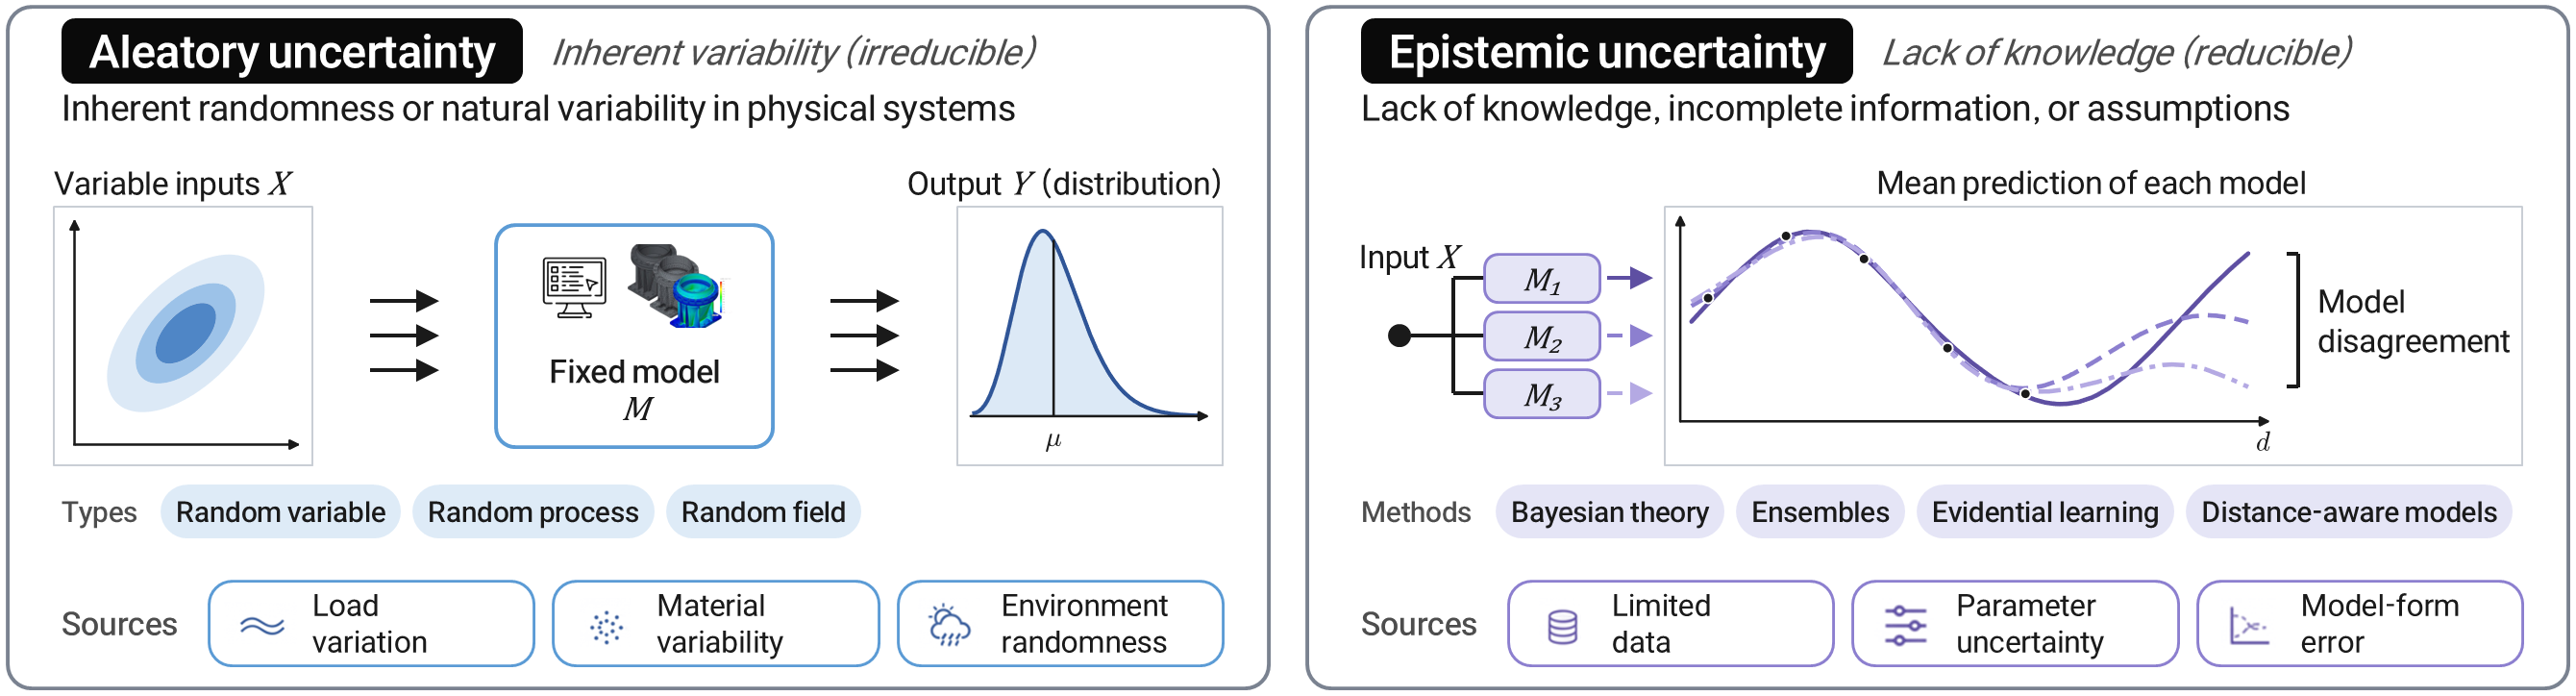 Aleatory uncertainty
Inherent variability (irreducible)
Inherent randomness or natural variability in physical systems
Variable inputs X
Fixed model
M
Output Y (distribution)
μ
Types
Random variable
Random process
Random field
Sources
Load
variation
Material
variability
Environment
randomness
Epistemic uncertainty
Lack of knowledge (reducible)
Lack of knowledge, incomplete information, or assumptions
Input X
M₁
M₂
M₃
Mean prediction of each model
d
Model
disagreement
Methods
Bayesian theory
Ensembles
Evidential learning
Distance-aware models
Sources
Limited
data
Parameter
uncertainty
Model-form
error